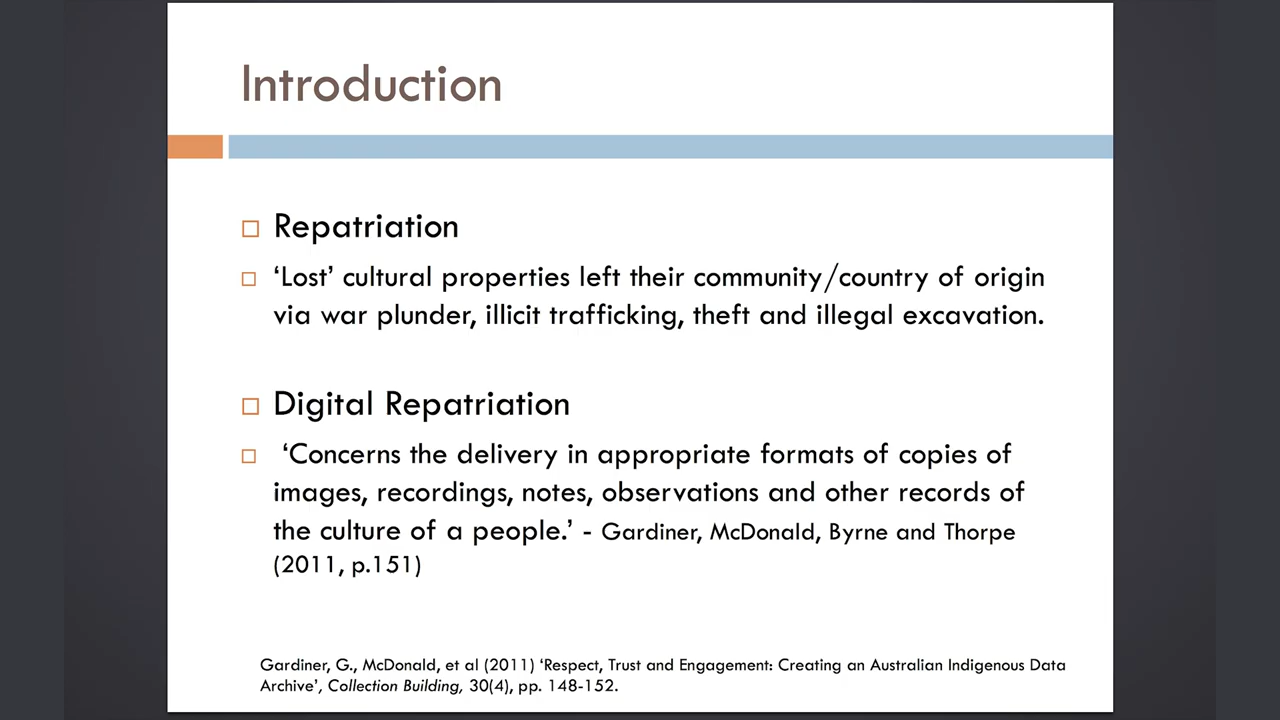 Introduction
Repatriation
‘Lost’ cultural properties left their community/country of origin
via war plunder, illicit trafficking, theft and illegal excavation.
Digital Repatriation
‘Concerns the delivery in appropriate formats of copies of
images, recordings, notes, observations and other records of
the culture of a people.’ - Gardiner, McDonald, Byrne and Thorpe
(2011, p.151)
Gardiner, G., McDonald, et al (2011) ‘Respect, Trust and Engagement: Creating an Australian Indigenous Data
Archive’, Collection Building, 30(4), pp. 148-152.